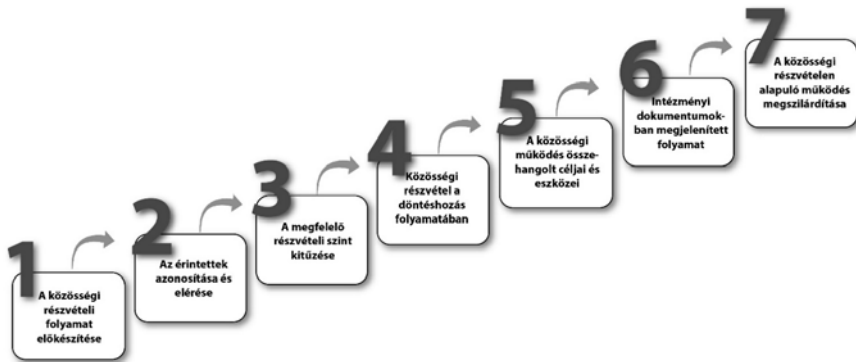 1
A közösségi
részvételi
folyamat
előkészítése
2
Az érintettek
azonosítása és
elérése
3
A megfelelő
részvételi szint
kitűzése
4
Közösségi
részvétel a
döntéshozás
folyamatában
5
A közösségi
működés össze-
hangolt céljai és
eszközei
6
Intézményi
dokumentumok-
ban megjelenített
folyamat
7
A közösségi
részvételen
alapuló működés
megszilárdítása